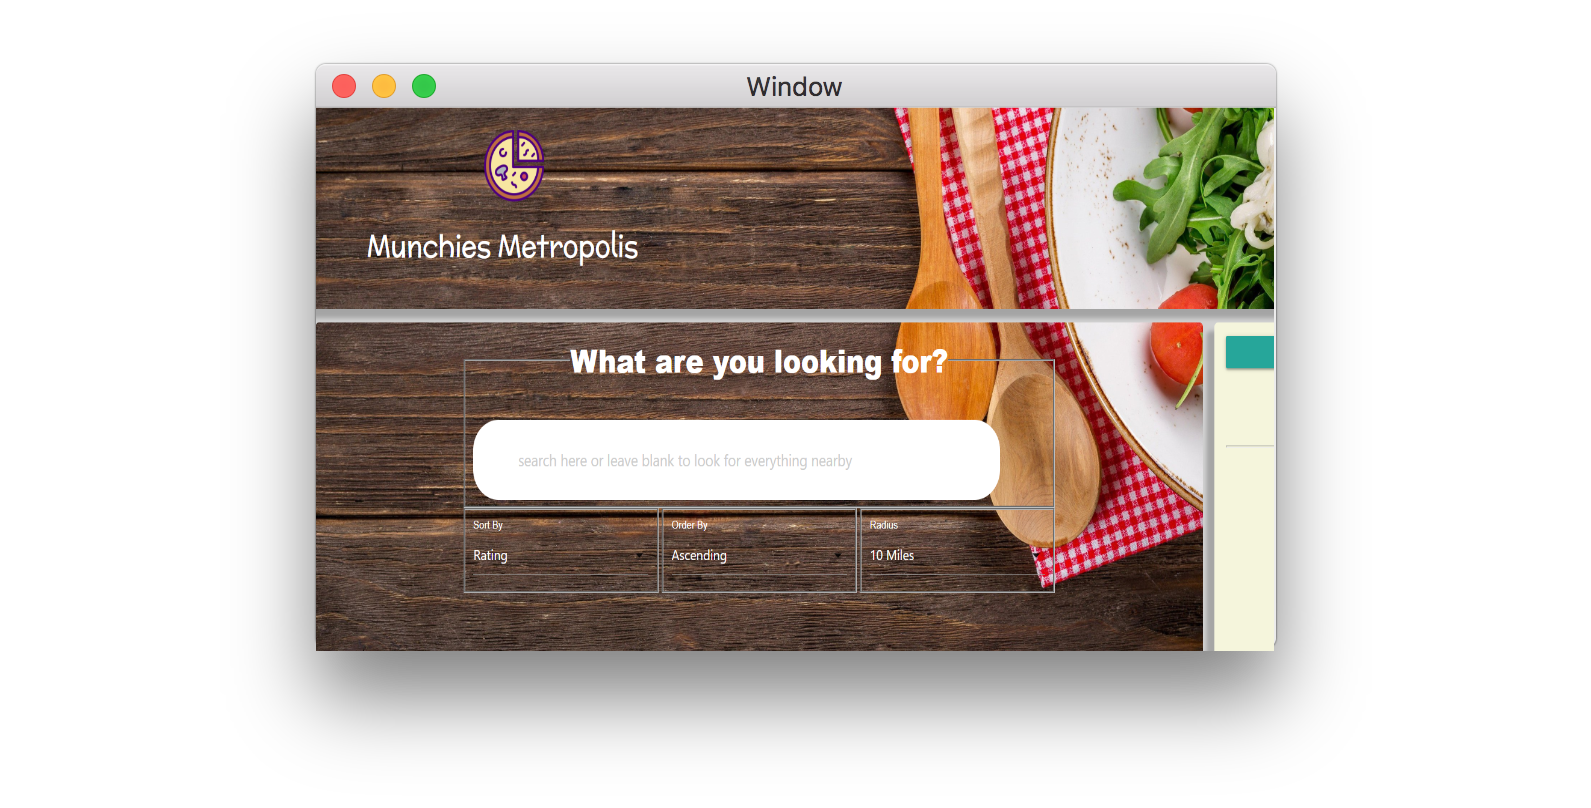 Window
Munchies Metropolis
What are you looking for?
search here or leave blank to look for everything nearby
Sort By
Order By
Radius
Rating
Ascending
10 Miles